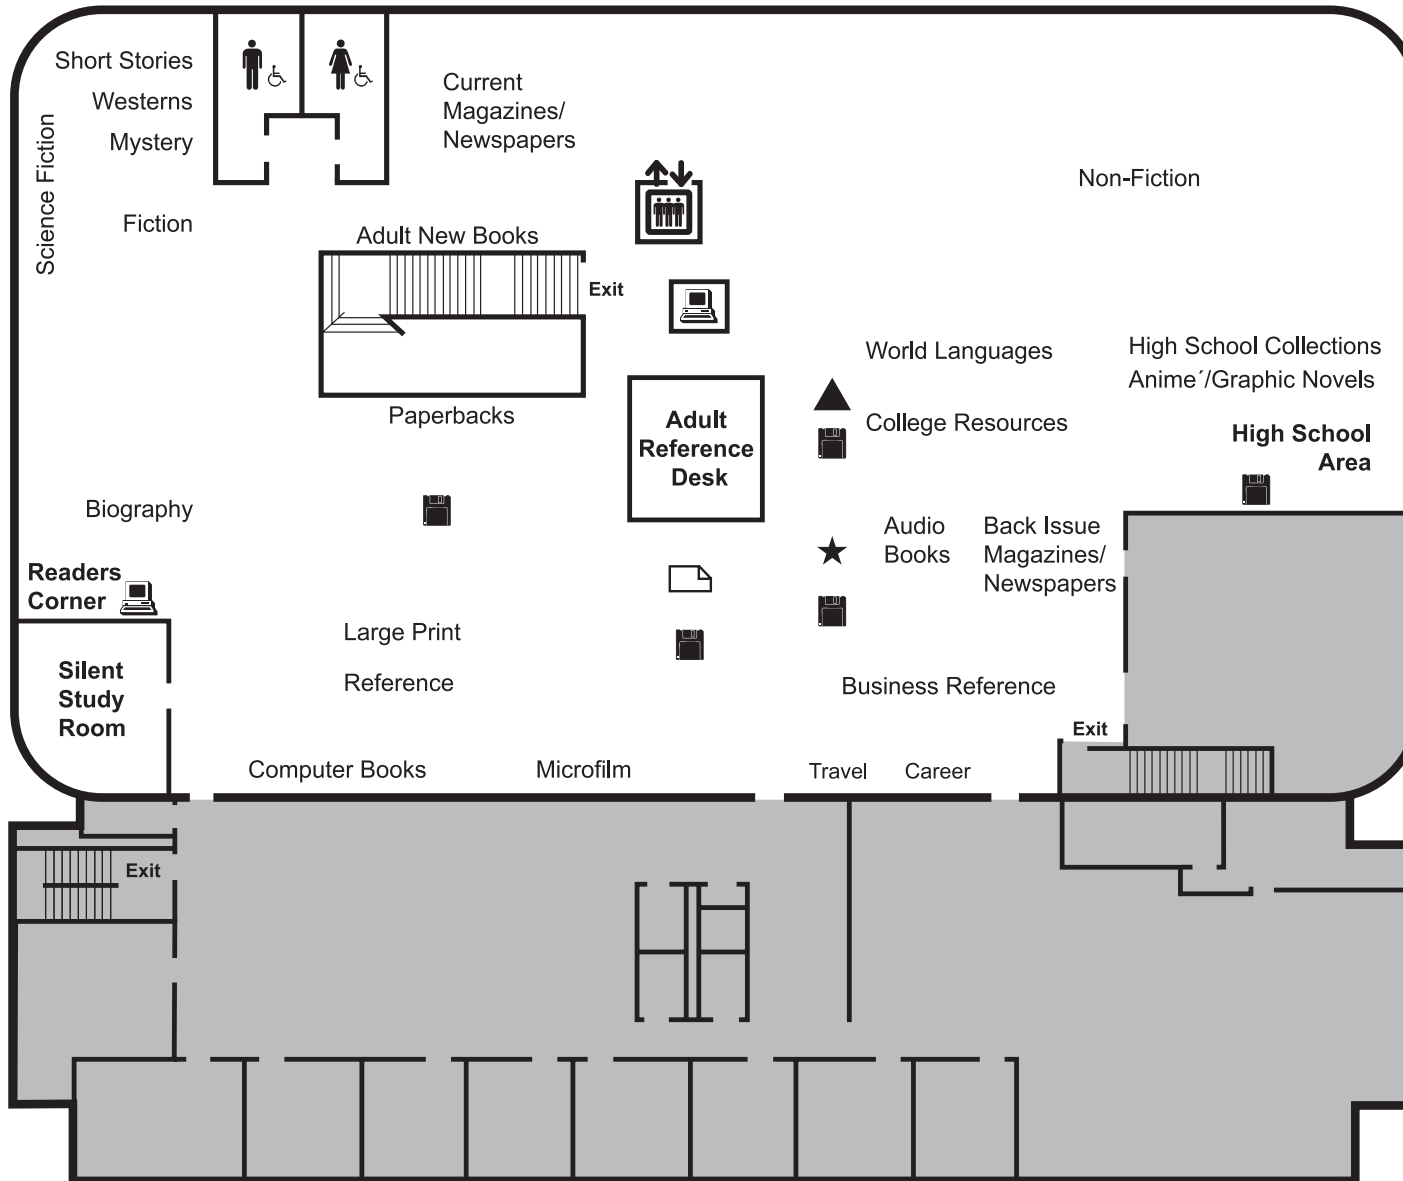 Short Stories
Westerns
Mystery
Science Fiction
Fiction
Current
Magazines/
Newspapers
Non-Fiction
Adult New Books
Exit
World Languages
High School Collections
Anime´/Graphic Novels
Paperbacks
Adult
Reference
Desk
College Resources
High School
Area
Biography
Audio
Books
Back Issue
Magazines/
Newspapers
Readers
Corner
Large Print
Silent
Study
Room
Reference
Business Reference
Exit
Computer Books
Microfilm
Travel
Career
Exit